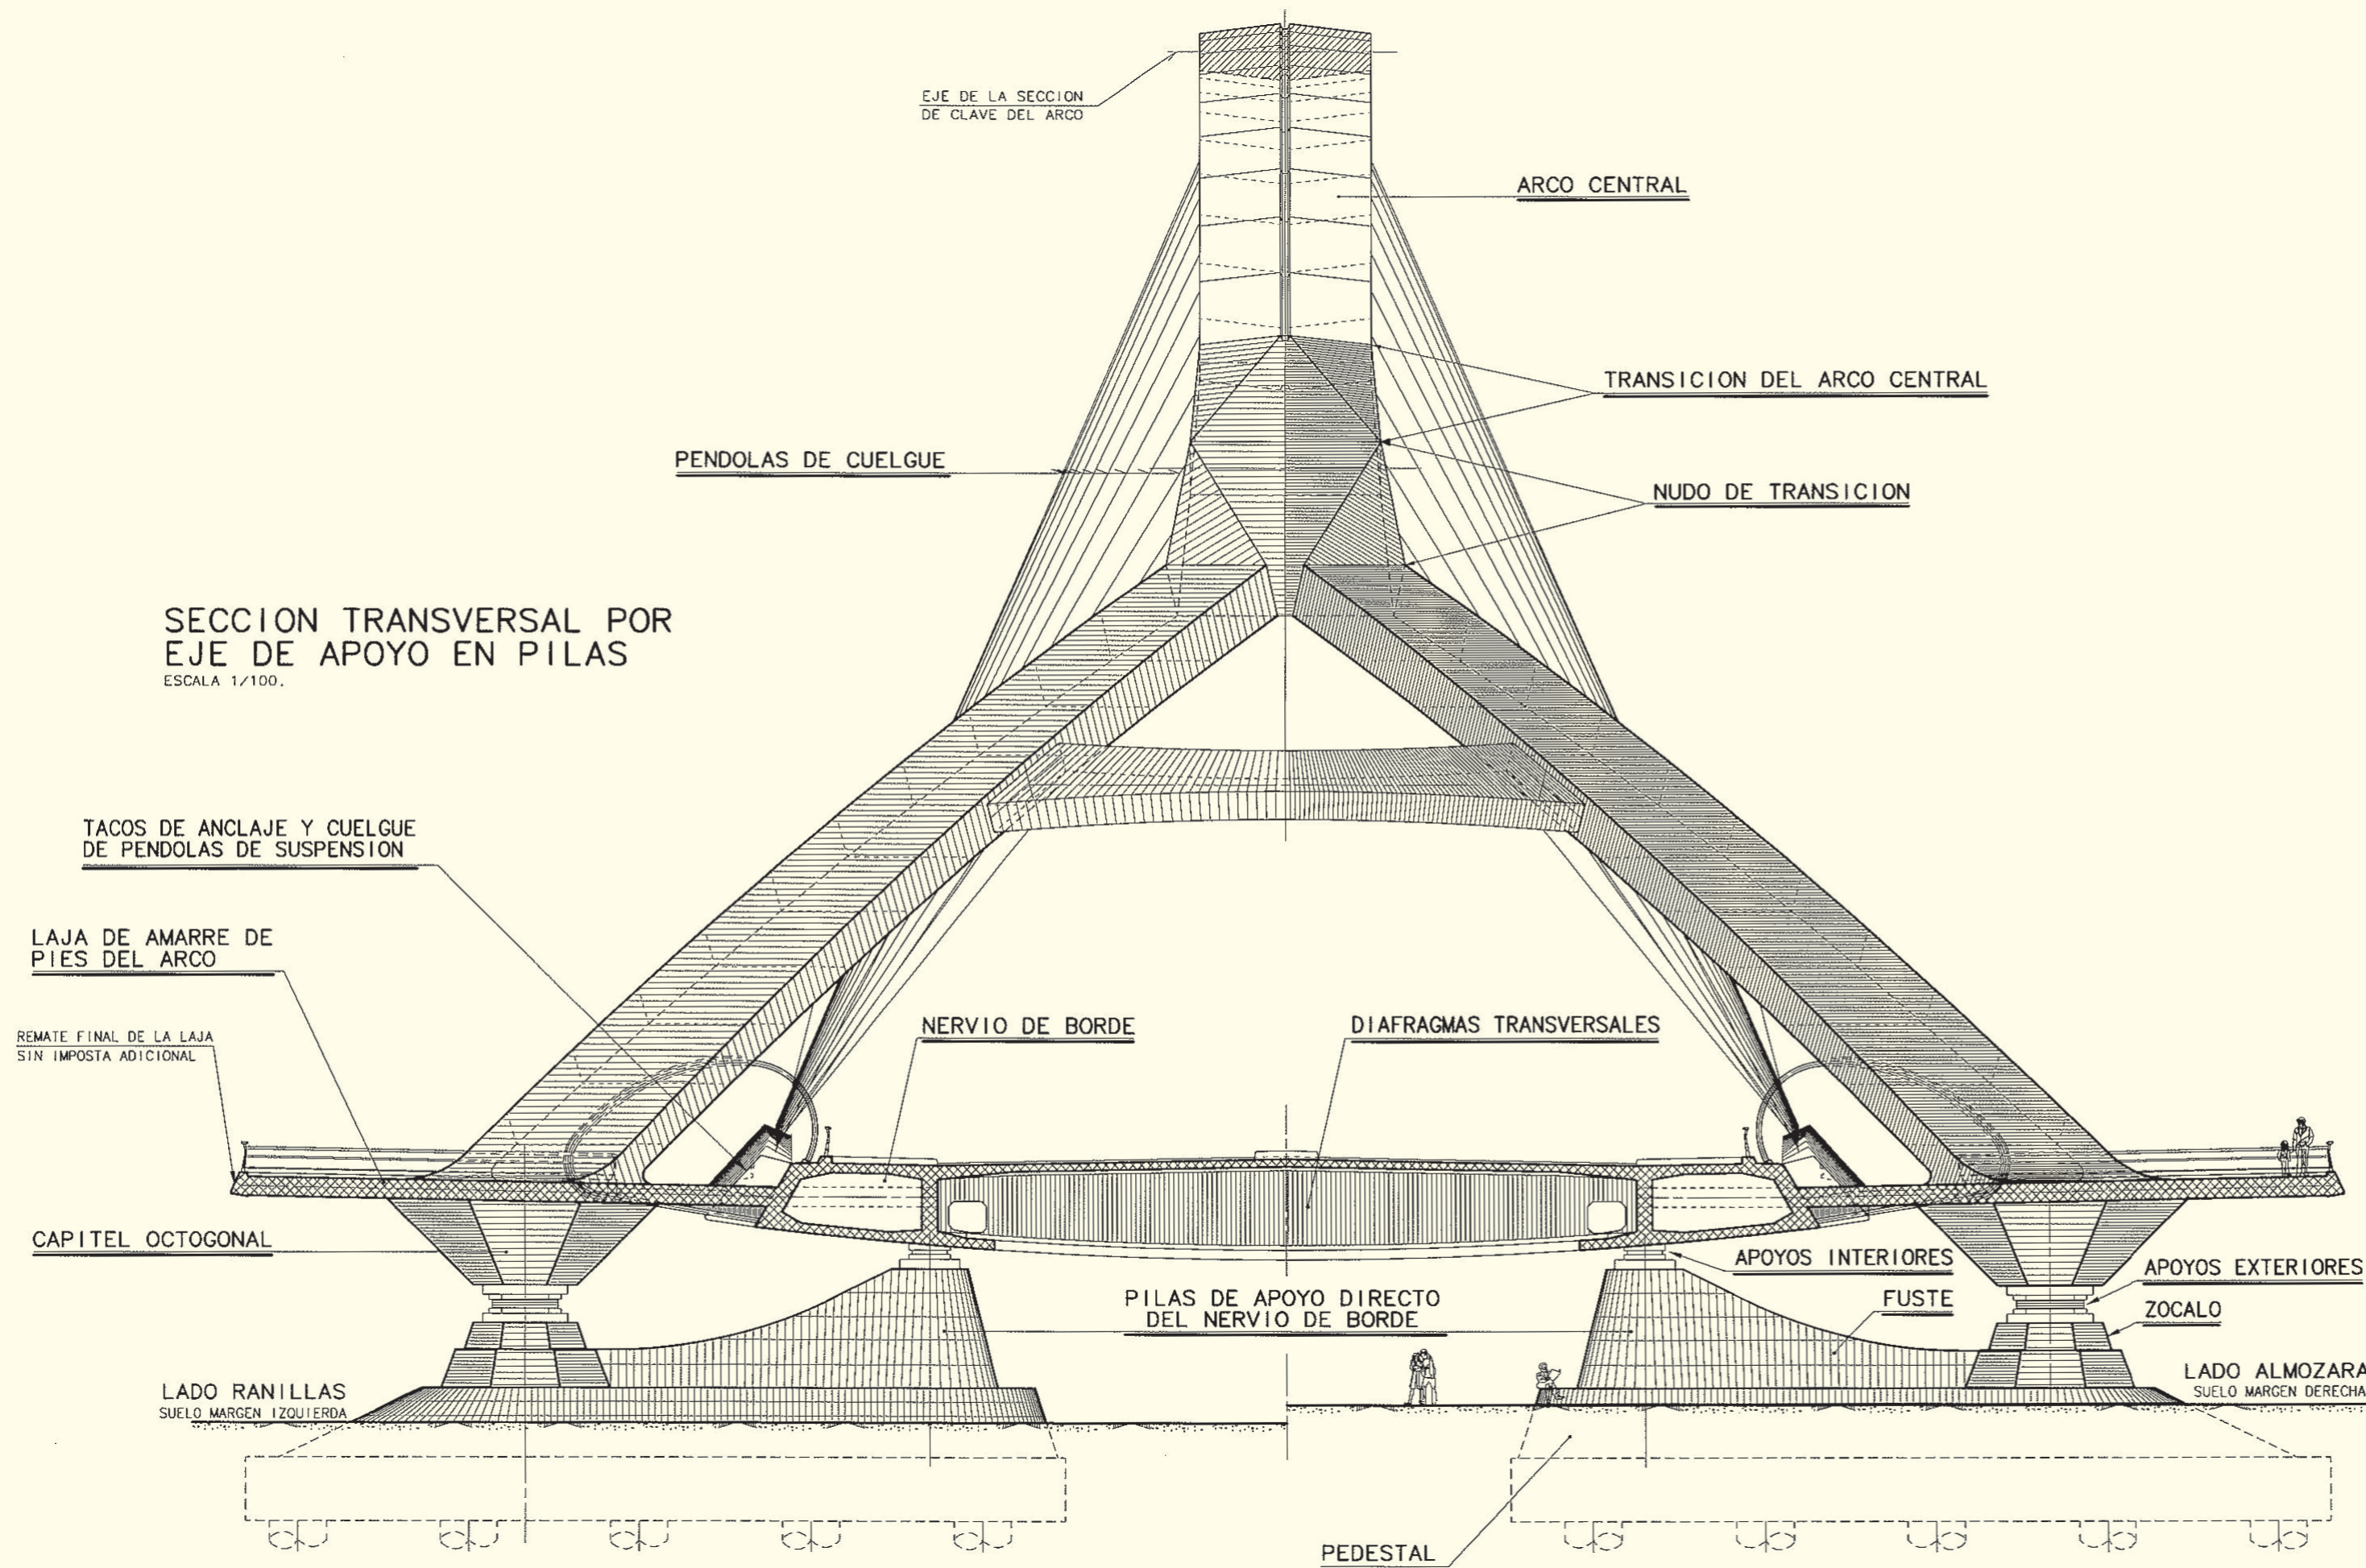 EJE DE LA SECCION
DE CLAVE DEL ARCO
ARCO CENTRAL
TRANSICION DEL ARCO CENTRAL
PENDOLAS DE CUELGUE
NUDO DE TRANSICION
SECCION TRANSVERSAL POR
EJE DE APOYO EN PILAS
ESCALA 1/100.
TACOS DE ANCLAJE Y CUELGUE
DE PENDOLAS DE SUSPENSION
LAJA DE AMARRE DE
PIES DEL ARCO
REMATE FINAL DE LA LAJA
SIN IMPOSTA ADICIONAL
NERVIO DE BORDE
DIAFRAGMAS TRANSVERSALES
CAPITEL OCTOGONAL
APOYOS INTERIORES
APOYOS EXTERIORES
PILAS DE APOYO DIRECTO
DEL NERVIO DE BORDE
FUSTE
ZOCALO
LADO RANILLAS
SUELO MARGEN IZQUIERDA
LADO ALMOZARA
SUELO MARGEN DERECHA
PEDESTAL